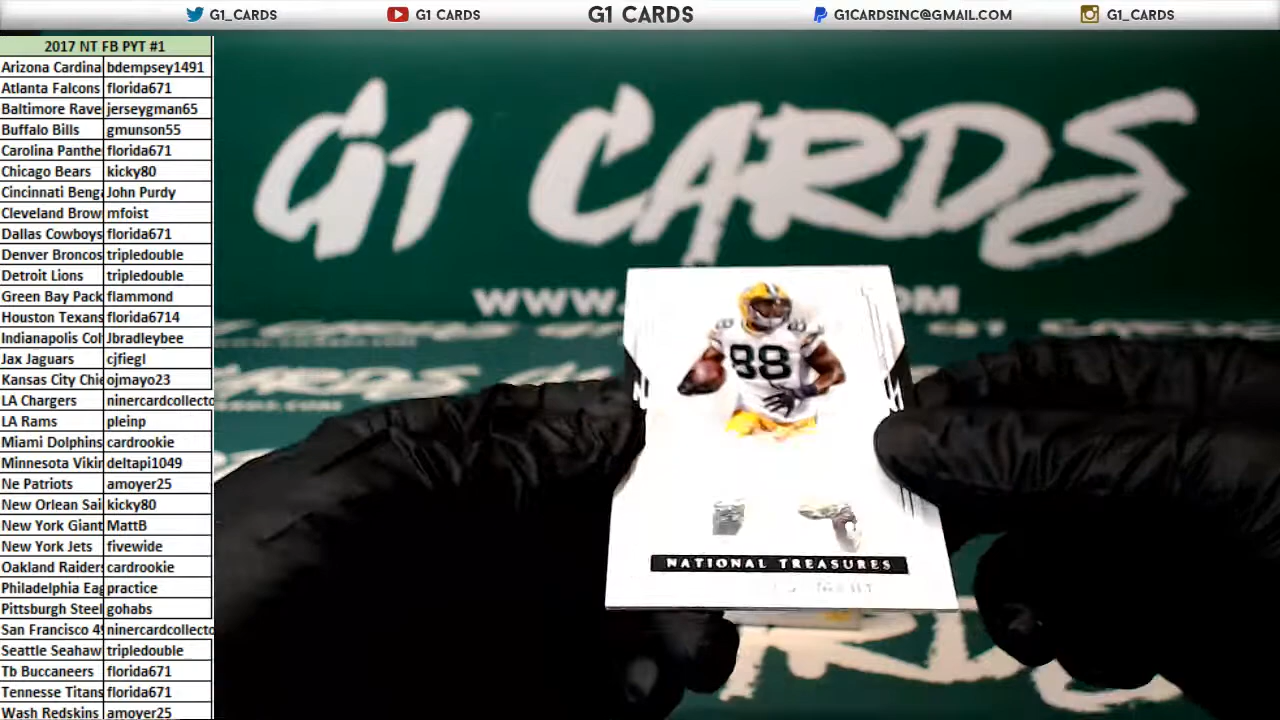 G1_CARDS G1 CARDS G1 CARDS G1CARDSINC@GMAIL.COM G1_CARDS
2017 NT FB PYT #1
Arizona Cardina bdempsey1491
Atlanta Falcons florida671
Baltimore Rave jerseygman65
Buffalo Bills gmunson55
Carolina Panthe florida671
Chicago Bears kicky80
Cincinnati Beng John Purdy
Cleveland Brow mfoist
Dallas Cowboys florida671
Denver Broncos tripledouble
Detroit Lions tripledouble
Green Bay Pack flammond
Houston Texans florida6714
Indianapolis Col Jbradleybee
Jax Jaguars cjfiegl
Kansas City Chie ojmayo23
LA Chargers ninercardcollecto
LA Rams pleinp
Miami Dolphins cardrookie
Minnesota Vikin deltapi1049
Ne Patriots amoyer25
New Orlean Sai kicky80
New York Giant MattB
New York Jets fivewide
Oakland Raiders cardrookie
Philadelphia Eag practice
Pittsburgh Steel gohabs
San Francisco 49 ninercardcollecto
Seattle Seahaw tripledouble
Tb Buccaneers florida671
Tennesse Titans florida671
Wash Redskins amoyer25
G1 CARDS
WWW.
OM
88
NATIONAL TREASURES